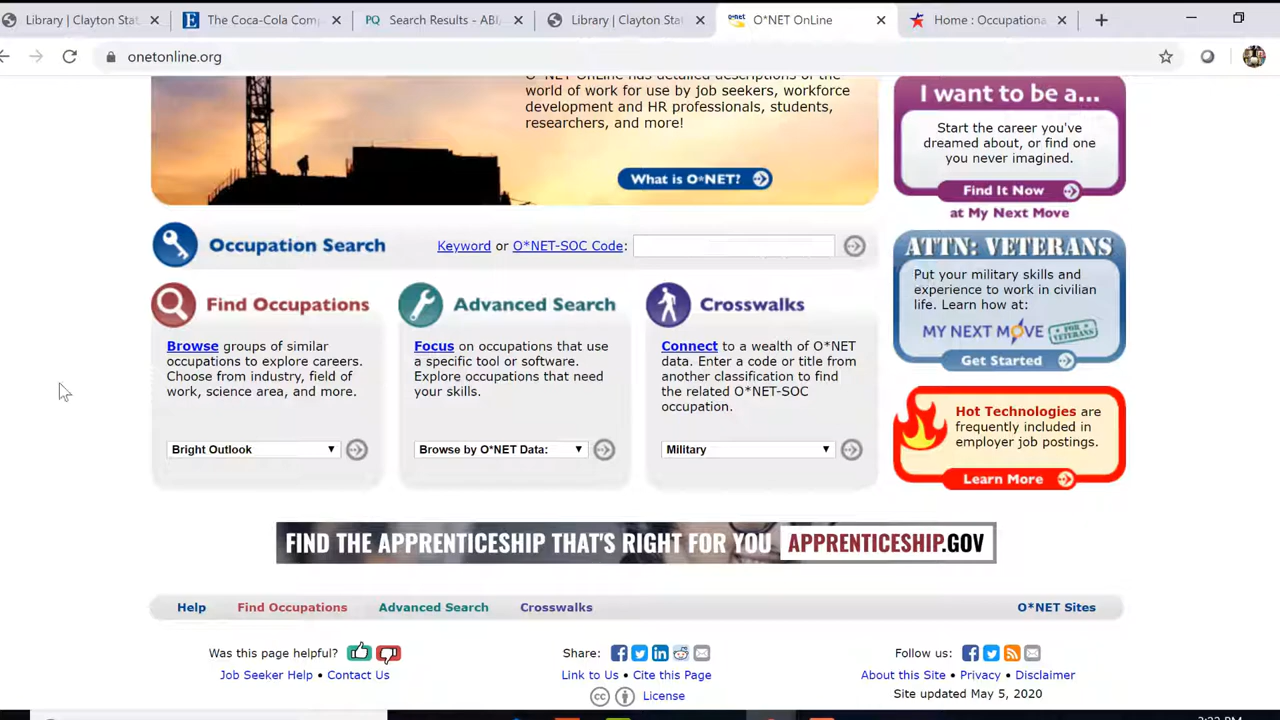 Library | Clayton Stat
The Coca-Cola Comp
PQ Search Results - ABI/
Library | Clayton Stat
O*NET OnLine
Home : Occupationa
onetonline.org
O*NET OnLine has detailed descriptions of the
world of work for use by job seekers, workforce
development and HR professionals, students,
researchers, and more!
What is O*NET?
I want to be a...
Start the career you've
dreamed about, or find one
you never imagined.
Find It Now
at My Next Move
Occupation Search
Keyword or O*NET-SOC Code:
ATTN: VETERANS
Put your military skills and
experience to work in civilian
life. Learn how at:
MY NEXT MOVE FOR VETERANS
Get Started
Find Occupations
Browse groups of similar
occupations to explore careers.
Choose from industry, field of
work, science area, and more.
Bright Outlook
Advanced Search
Focus on occupations that use
a specific tool or software.
Explore occupations that need
your skills.
Browse by O*NET Data:
Crosswalks
Connect to a wealth of O*NET
data. Enter a code or title from
another classification to find
the related O*NET-SOC
occupation.
Military
Hot Technologies are
frequently included in
employer job postings.
Learn More
FIND THE APPRENTICESHIP THAT'S RIGHT FOR YOU APPRENTICESHIP.GOV
Help Find Occupations Advanced Search Crosswalks O*NET Sites
Was this page helpful?
Job Seeker Help • Contact Us
Share:
Link to Us • Cite this Page
License
Follow us:
About this Site • Privacy • Disclaimer
Site updated May 5, 2020